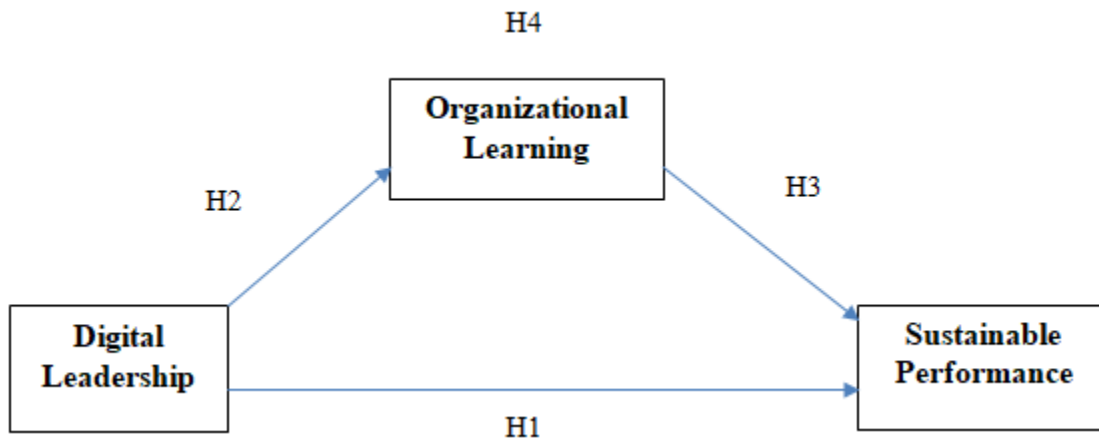 H4
Organizational
Learning
H2
H3
Digital
Leadership
Sustainable
Performance
H1